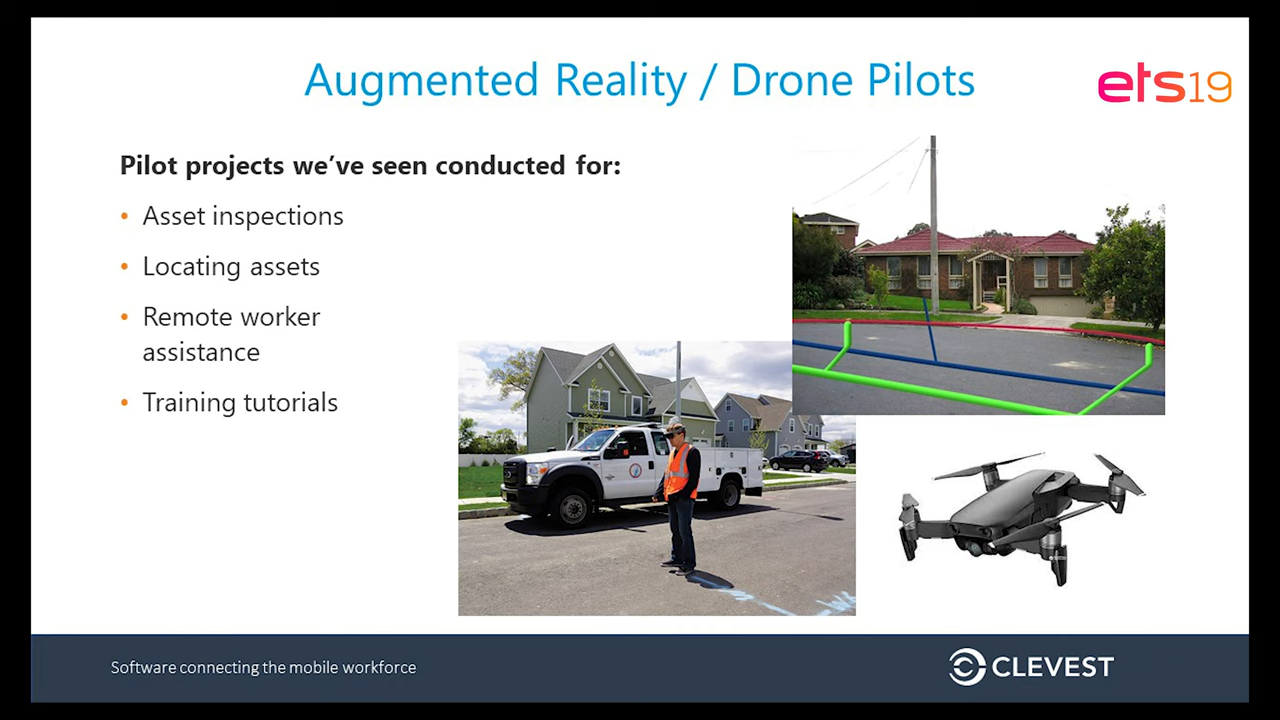 Augmented Reality / Drone Pilots
ets19
Pilot projects we've seen conducted for:
• Asset inspections
• Locating assets
• Remote worker
assistance
• Training tutorials
Software connecting the mobile workforce
CLEVEST